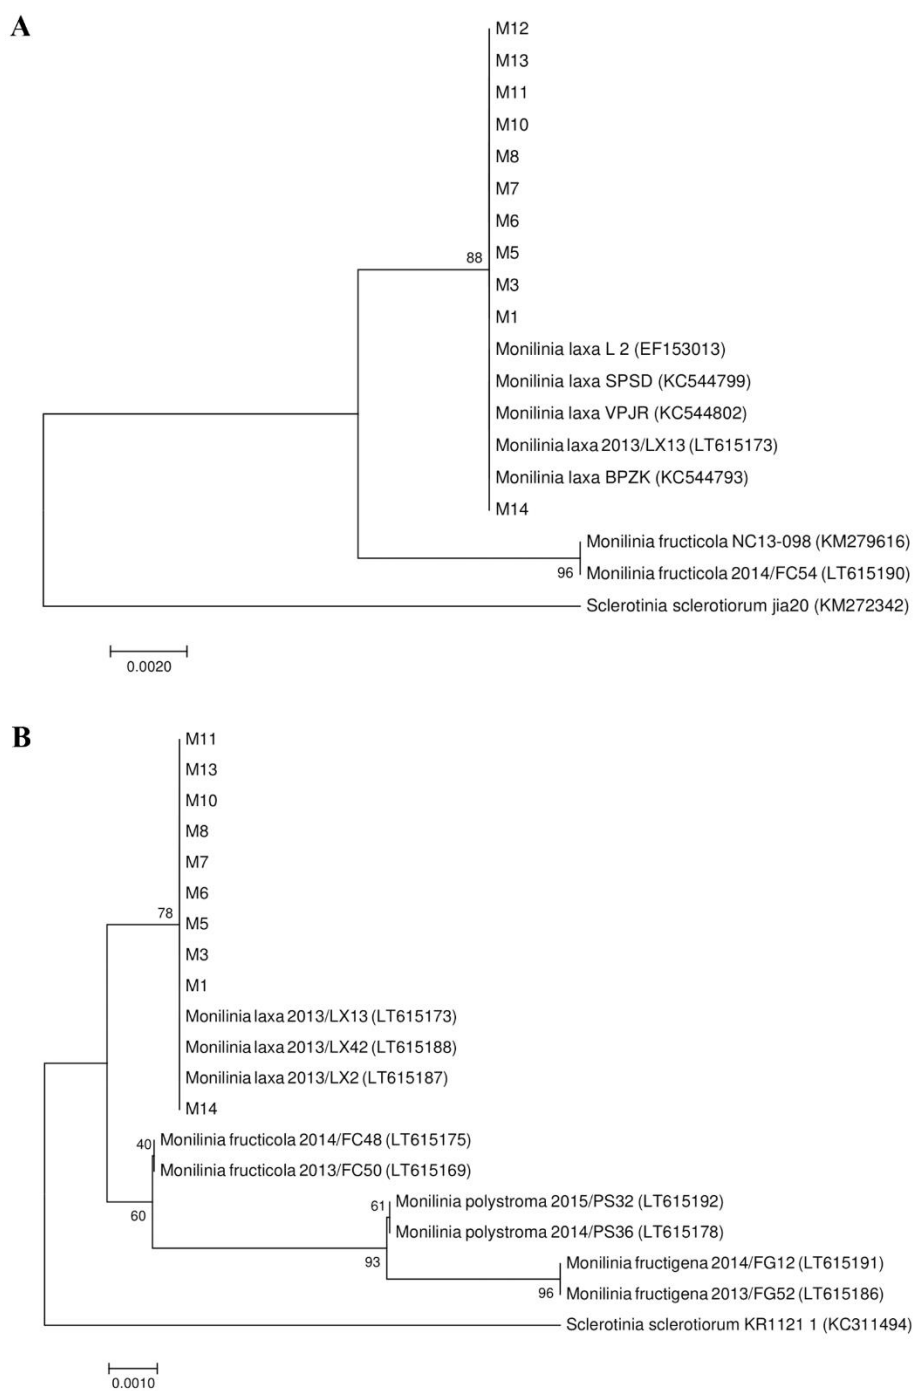 A
M12
M13
M11
M10
M8
M7
M6
M5
88
M3
M1
Monilinia laxa L 2 (EF153013)
Monilinia laxa SPSD (KC544799)
Monilinia laxa VPJR (KC544802)
Monilinia laxa 2013/LX13 (LT615173)
Monilinia laxa BPZK (KC544793)
M14
Monilinia fructicola NC13-098 (KM279616)
96
Monilinia fructicola 2014/FC54 (LT615190)
Sclerotinia sclerotiorum jia20 (KM272342)
0.0020
B
M11
M13
M10
M8
M7
M6
78
M5
M3
M1
Monilinia laxa 2013/LX13 (LT615173)
Monilinia laxa 2013/LX42 (LT615188)
Monilinia laxa 2013/LX2 (LT615187)
M14
40
Monilinia fructicola 2014/FC48 (LT615175)
Monilinia fructicola 2013/FC50 (LT615169)
60
61
Monilinia polystroma 2015/PS32 (LT615192)
Monilinia polystroma 2014/PS36 (LT615178)
93
Monilinia fructigena 2014/FG12 (LT615191)
96
Monilinia fructigena 2013/FG52 (LT615186)
Sclerotinia sclerotiorum KR1121 1 (KC311494)
0.0010